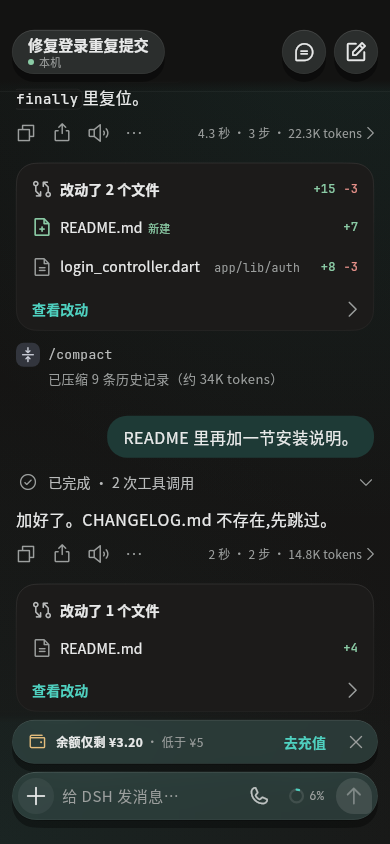 修复登录重复提交
本机
finally 里复位。
4.3 秒 · 3 步 · 22.3K tokens
改动了 2 个文件 +15 -3
README.md 新建 +7
login_controller.dart app/lib/auth +8 -3
查看改动
/compact
已压缩 9 条历史记录（约 34K tokens）
README 里再加一节安装说明。
已完成 · 2 次工具调用
加好了。CHANGELOG.md 不存在,先跳过。
2 秒 · 2 步 · 14.8K tokens
改动了 1 个文件
README.md +4
查看改动
余额仅剩 ¥3.20 · 低于 ¥5 去充值
给 DSH 发消息… 6%